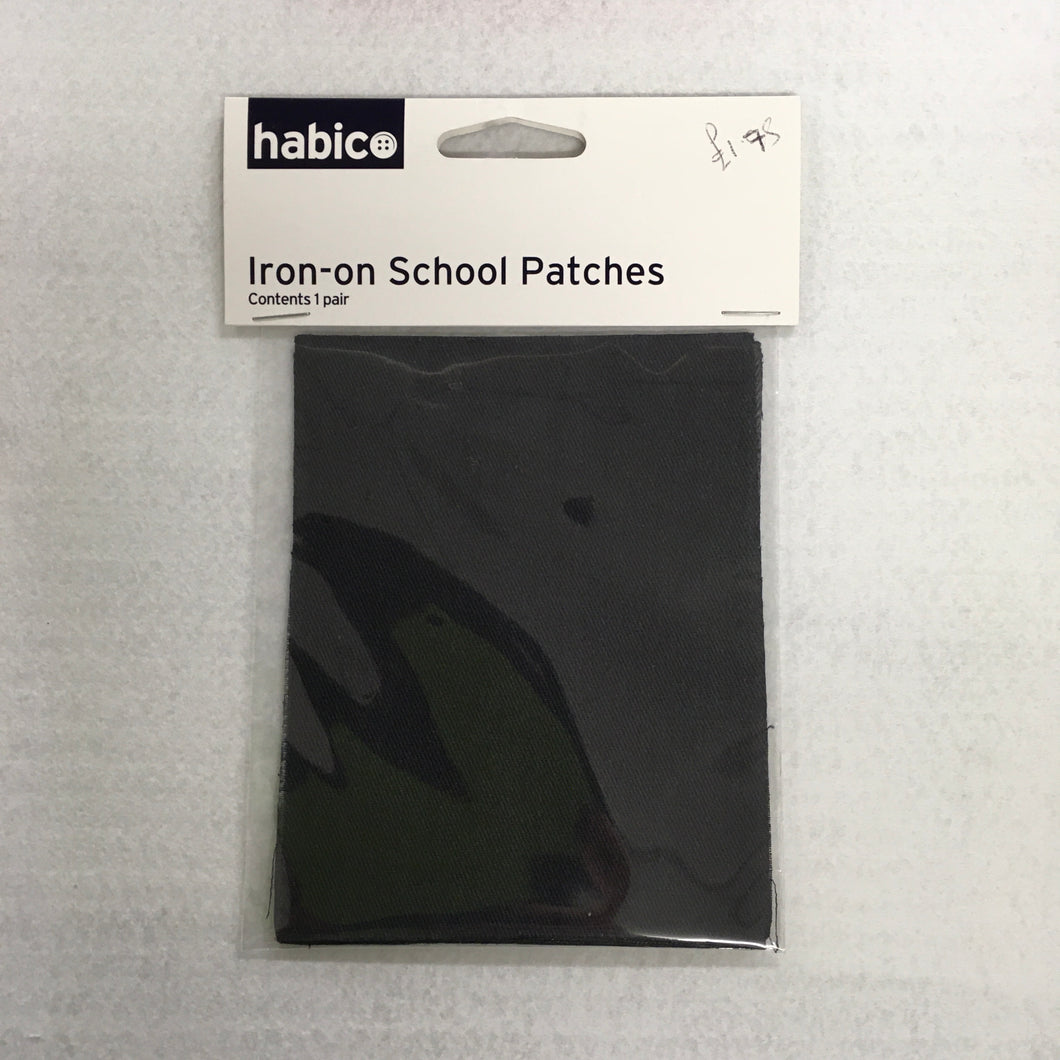 habico
£1.75
Iron-on School Patches
Contents 1 pair